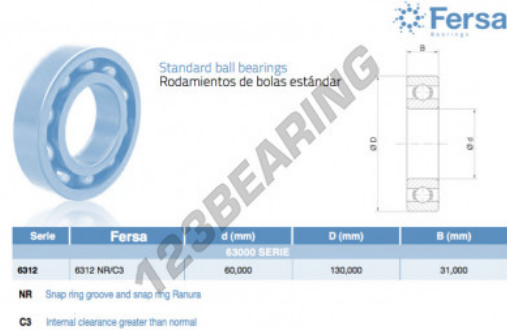 Fersa
Bearings
Standard ball bearings
Rodamientos de bolas estándar
B
Ø D
Ø d
123BEARING
Serie Fersa d (mm) D (mm) B (mm)
63000 SERIE
6312 6312 NR/C3 60,000 130,000 31,000
NR Snap ring groove and snap ring Ranura
C3 Internal clearance greater than normal